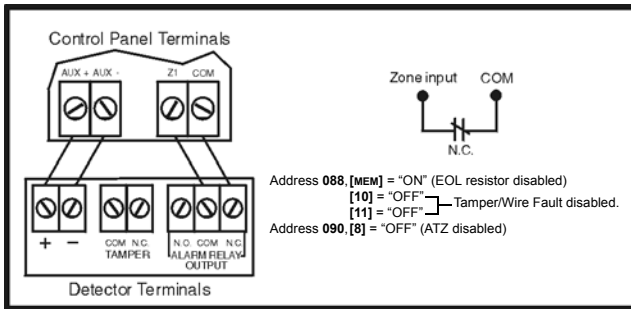 Control Panel Terminals
AUX + AUX - Z1 COM
Zone input COM
N.C.
Address 088, [MEM] = “ON” (EOL resistor disabled)
[10] = “OFF”
[11] = “OFF”
Tamper/Wire Fault disabled.
Address 090, [8] = “OFF” (ATZ disabled)
+ –
COM N.C.
TAMPER
N.O. COM N.C.
ALARM RELAY
OUTPUT
Detector Terminals